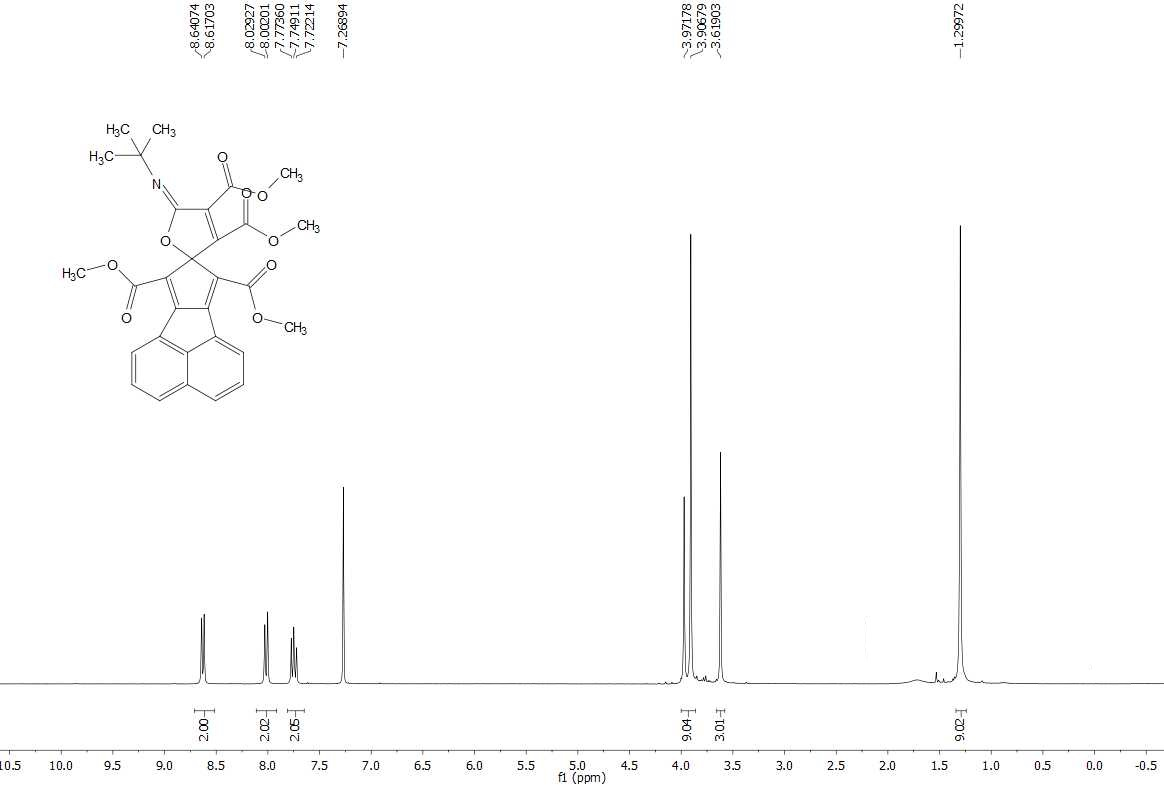 8.64074
8.61703
8.02927
8.00201
7.77360
7.74911
7.72214
7.26894
3.97178
3.90679
3.61903
1.29972
H₃C
CH₃
H₃C
N
O
O
CH₃
O
O
O
CH₃
O
O
H₃C
O
O
O
CH₃
2.00
2.02
2.05
9.04
3.01
9.02
10.5
10.0
9.5
9.0
8.5
8.0
7.5
7.0
6.5
6.0
5.5
5.0
4.5
4.0
3.5
3.0
2.5
2.0
1.5
1.0
0.5
0.0
-0.5
f1 (ppm)